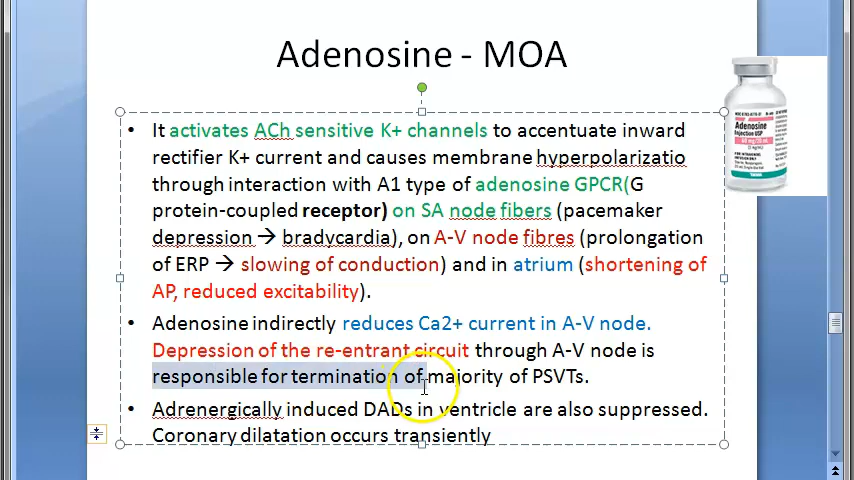 Adenosine - MOA
• It activates ACh sensitive K+ channels to accentuate inward
rectifier K+ current and causes membrane hyperpolarizatio
through interaction with A1 type of adenosine GPCR(G
protein-coupled receptor) on SA node fibers (pacemaker
depression → bradycardia), on A-V node fibres (prolongation
of ERP → slowing of conduction) and in atrium (shortening of
AP, reduced excitability).
• Adenosine indirectly reduces Ca2+ current in A-V node.
Depression of the re-entrant circuit through A-V node is
responsible for termination of majority of PSVTs.
• Adrenergically induced DADs in ventricle are also suppressed.
Coronary dilatation occurs transiently
Adenosine
Injection USP